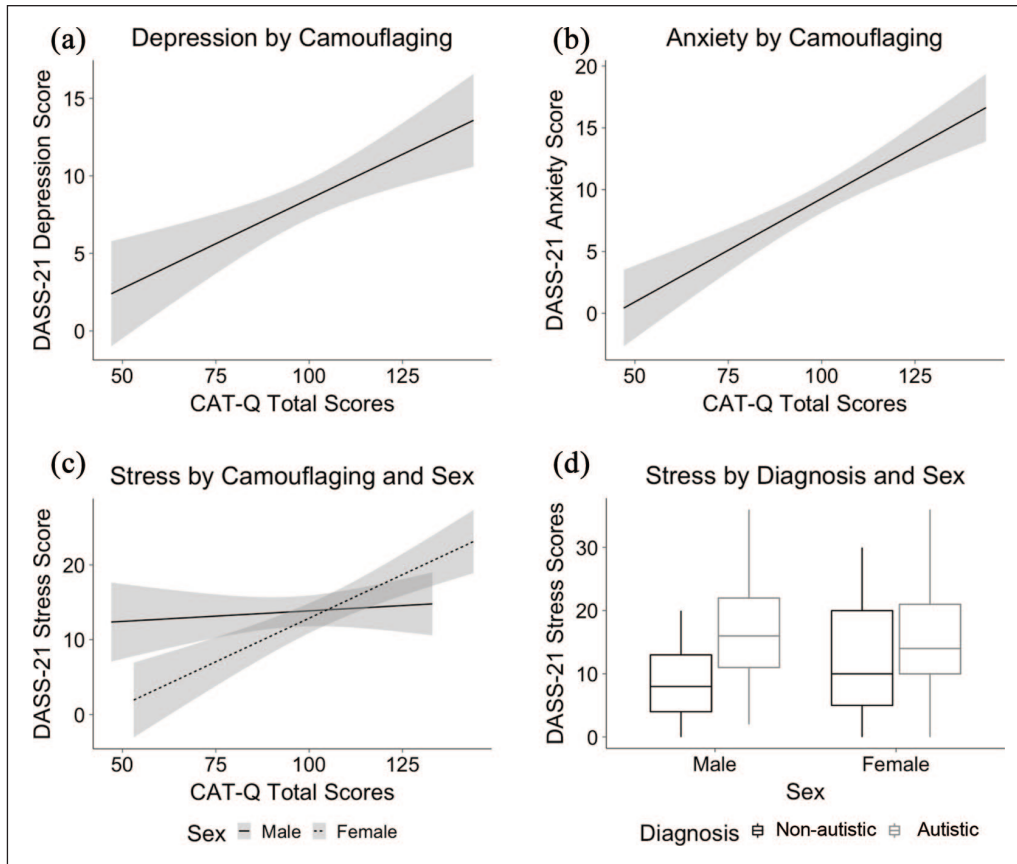 (a) Depression by Camouflaging
DASS-21 Depression Score
15
10
5
0
50 75 100 125
CAT-Q Total Scores
(b) Anxiety by Camouflaging
DASS-21 Anxiety Score
20
15
10
5
0
50 75 100 125
CAT-Q Total Scores
(c) Stress by Camouflaging and Sex
DASS-21 Stress Score
20
10
0
50 75 100 125
CAT-Q Total Scores
Sex Male Female
(d) Stress by Diagnosis and Sex
DASS-21 Stress Scores
30
20
10
0
Male Female
Sex
Diagnosis Non-autistic Autistic